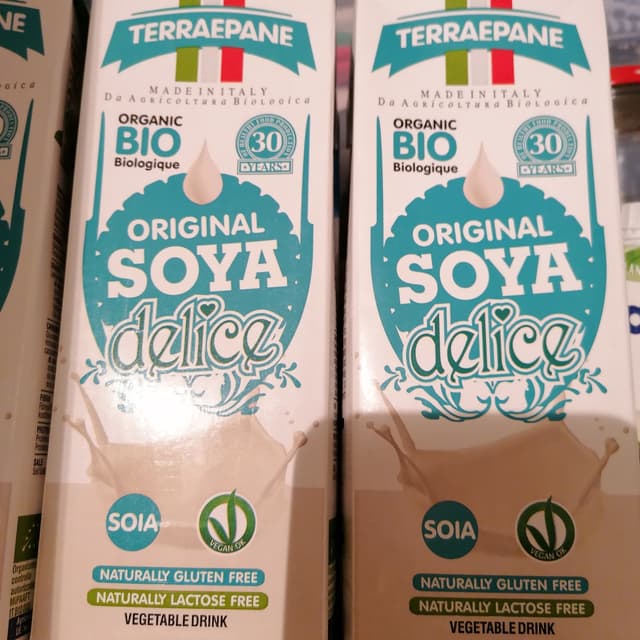 TERRAEPANE
MADE IN ITALY
Da Agricoltura Biologica
ORGANIC
BIO
Biologique
30
YEARS
ORIGINAL
SOYA
delice
SOIA
VEGAN OK
NATURALLY GLUTEN FREE
NATURALLY LACTOSE FREE
VEGETABLE DRINK
TERRAEPANE
MADE IN ITALY
Da Agricoltura Biologica
ORGANIC
BIO
Biologique
30
YEARS
ORIGINAL
SOYA
delice
SOIA
VEGAN OK
NATURALLY GLUTEN FREE
NATURALLY LACTOSE FREE
VEGETABLE DRINK